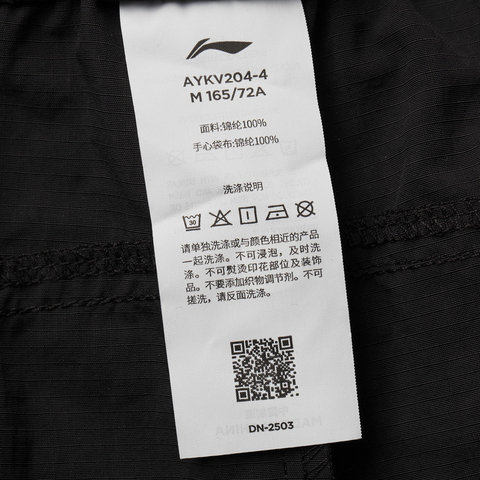 AYKV204-4
M 165/72A
面料:锦纶100%
手心袋布:锦纶100%
洗涤说明
30
请单独洗涤或与颜色相近的产品
一起洗涤。不可浸泡，及时洗
涤。不可熨烫印花部位及装饰
品。不要添加织物调节剂。不可
搓洗，请反面洗涤。
DN-2503